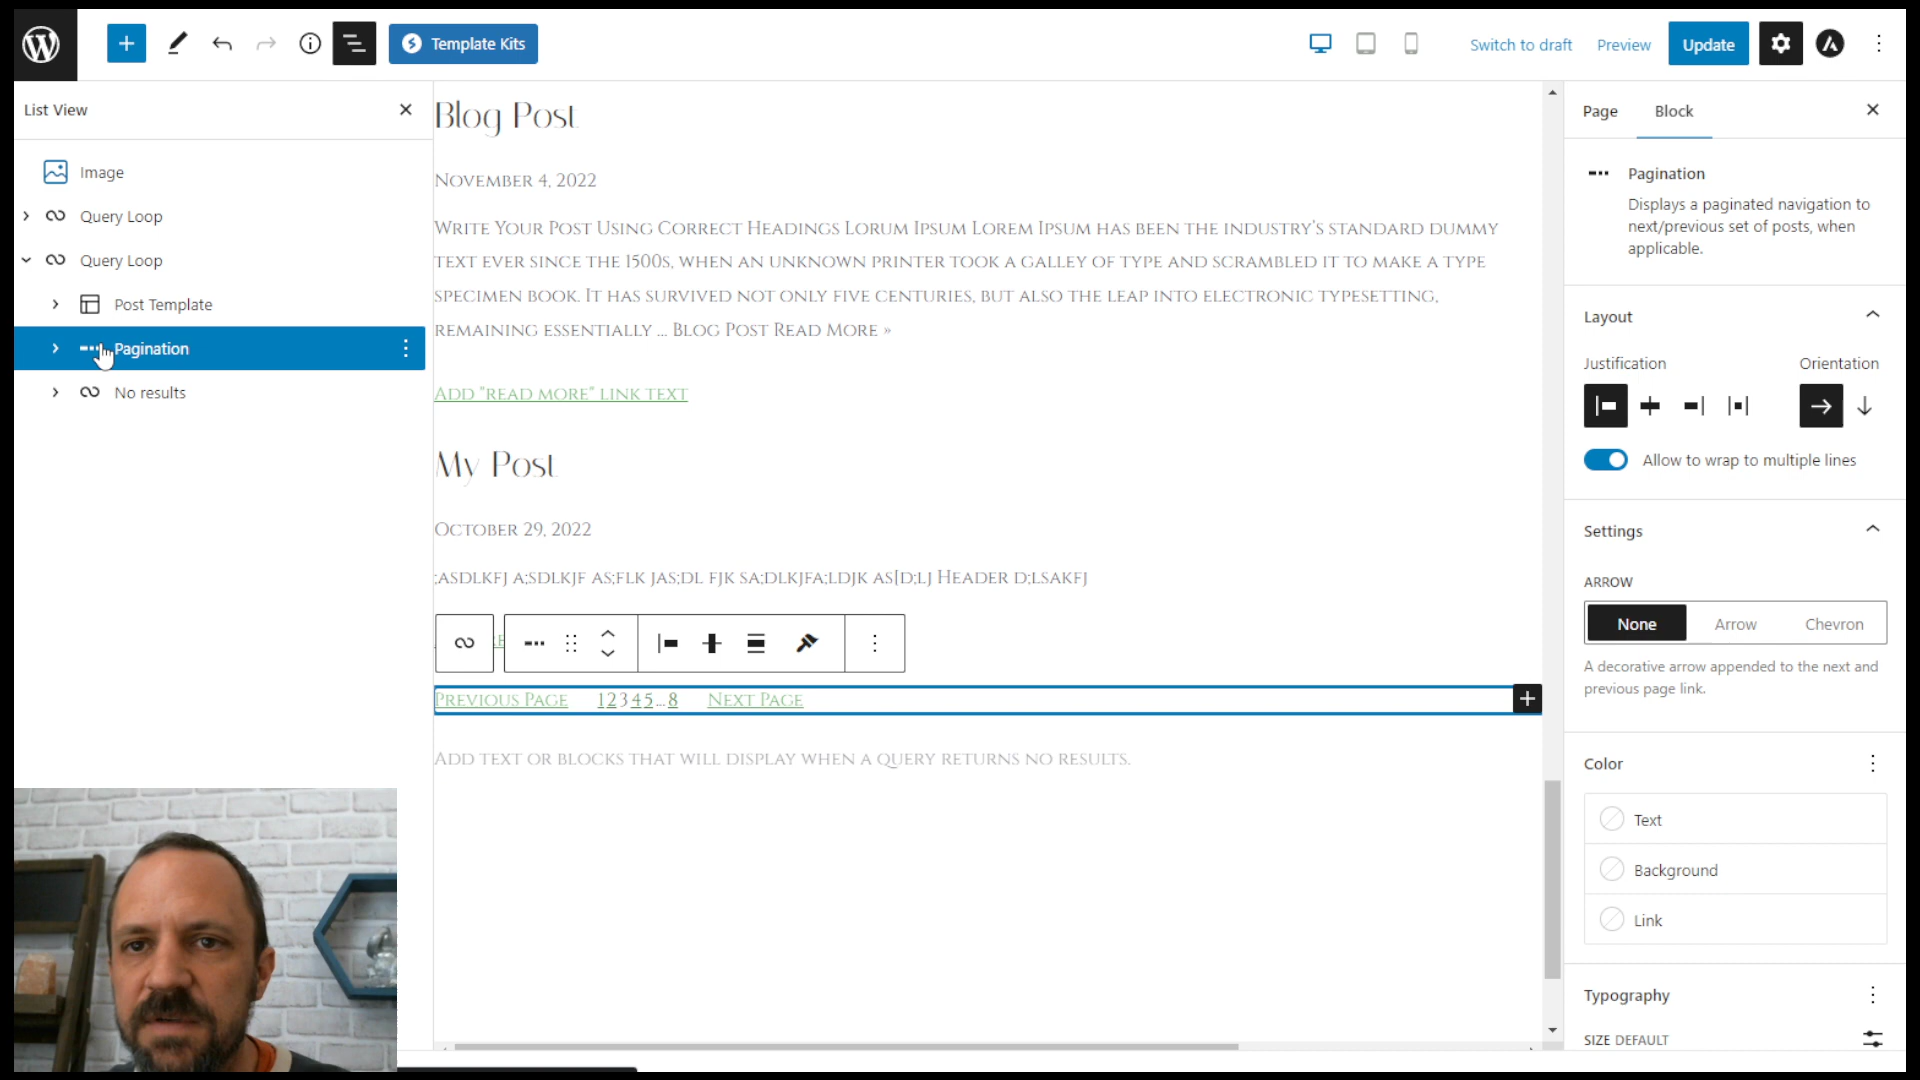 Template Kits
Switch to draft
Preview
Update
List View
Image
Query Loop
Query Loop
Post Template
Pagination
No results
Blog Post
November 4, 2022
Write Your Post Using Correct Headings Lorum Ipsum Lorem Ipsum has been the industry's standard dummy
text ever since the 1500s, when an unknown printer took a galley of type and scrambled it to make a type
specimen book. It has survived not only five centuries, but also the leap into electronic typesetting,
remaining essentially … Blog Post Read More »
Add "read more" link text
My Post
October 29, 2022
;asdlkfj a;sdlkjf as;flk jas;dl fjk sa;dlkjfa;ldjk as[d;lj Header d;lsakfj
Previous Page 1 2 3 4 5 … 8 Next Page
Add text or blocks that will display when a query returns no results.
Page
Block
Pagination
Displays a paginated navigation to
next/previous set of posts, when
applicable.
Layout
Justification
Orientation
Allow to wrap to multiple lines
Settings
ARROW
None
Arrow
Chevron
A decorative arrow appended to the next and
previous page link.
Color
Text
Background
Link
Typography
SIZE DEFAULT